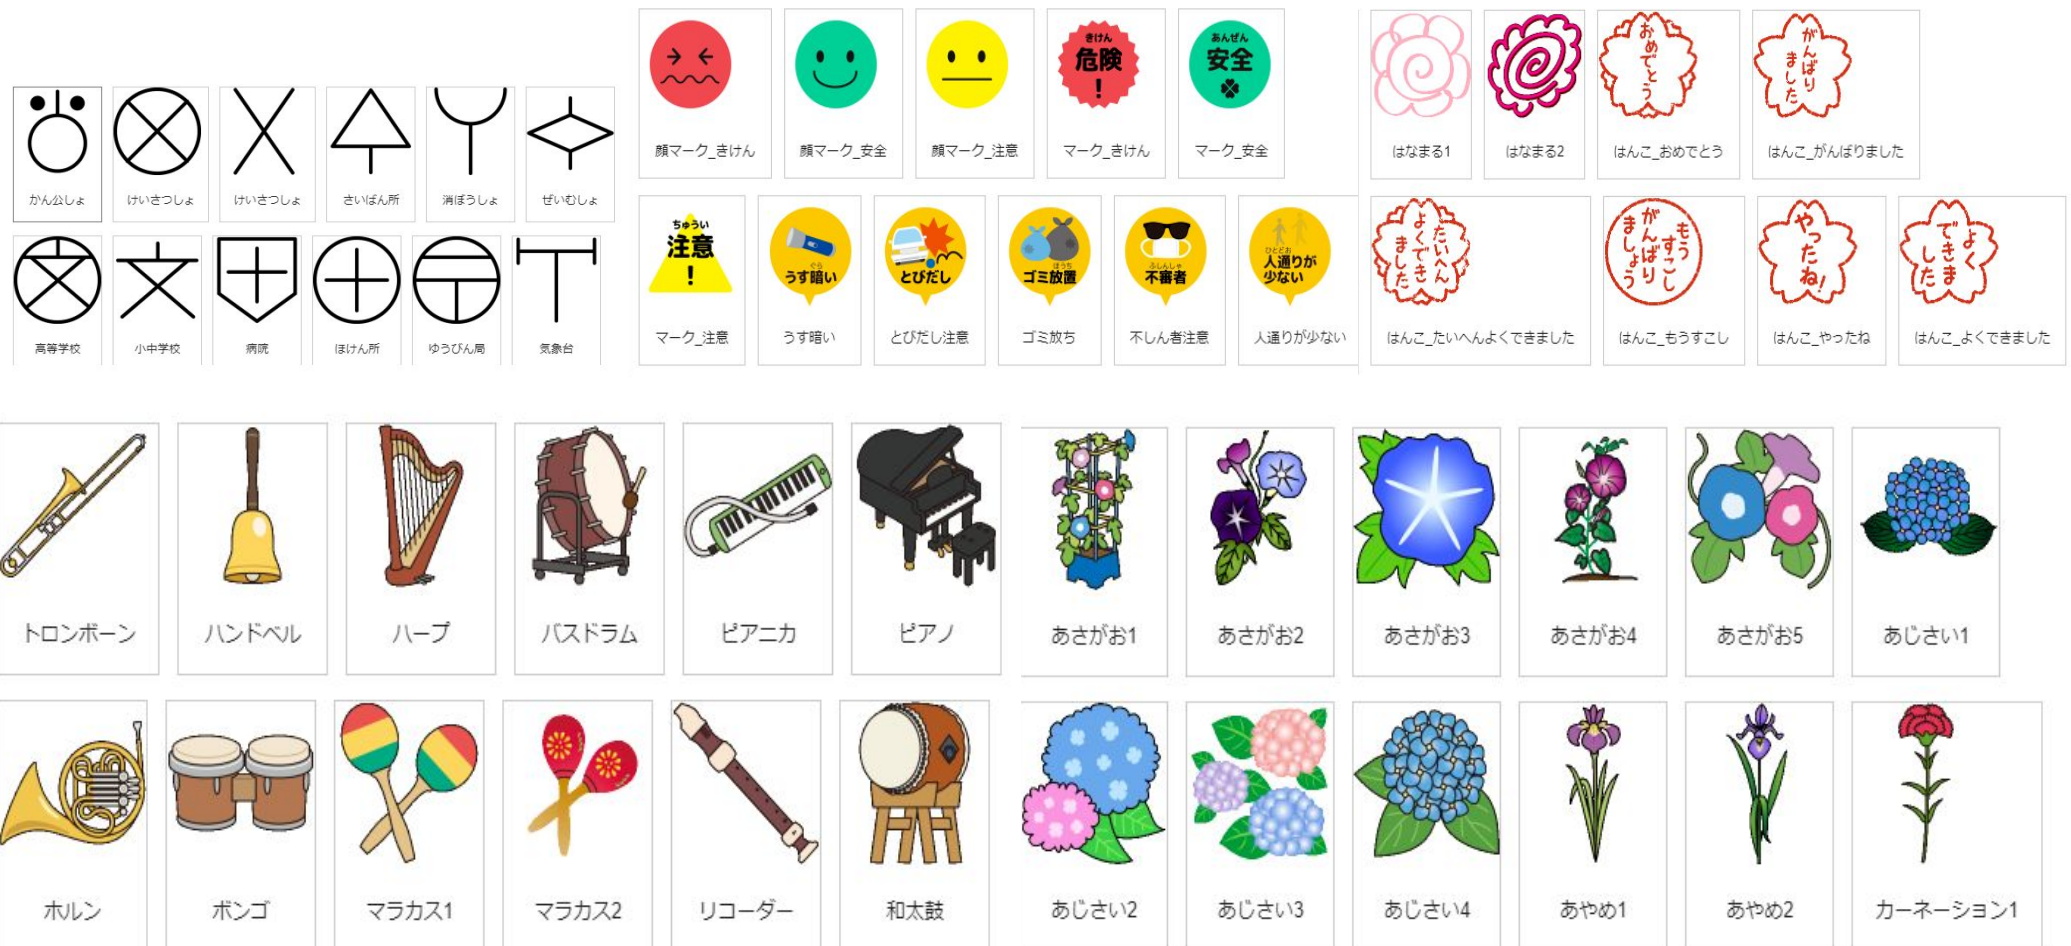 かん公しょ
けいさつしょ
けいさつしょ
さいばん所
消ぼうしょ
ぜいむしょ
高等学校
小中学校
病院
ほけん所
ゆうびん局
気象台
きけん
危険
!
あんぜん
安全
顔マーク_きけん
顔マーク_安全
顔マーク_注意
マーク_きけん
マーク_安全
ちゅうい
注意
!
ぐら
うす暗い
とびだし
ほうち
ゴミ放置
ふしんしゃ
不審者
ひとどお
人通りが
少ない
マーク_注意
うす暗い
とびだし注意
ゴミ放ち
不しん者注意
人通りが少ない
おめでとう
がんばり
ました
はなまる1
はなまる2
はんこ_おめでとう
はんこ_がんばりました
たいへん
よくでき
ました
もう
すこし
がんばり
ましょう
やったね!
よく
できま
した
はんこ_たいへんよくできました
はんこ_もうすこし
はんこ_やったね
はんこ_よくできました
トロンボーン
ハンドベル
ハープ
バスドラム
ピアニカ
ピアノ
ホルン
ボンゴ
マラカス1
マラカス2
リコーダー
和太鼓
あさがお1
あさがお2
あさがお3
あさがお4
あさがお5
あじさい1
あじさい2
あじさい3
あじさい4
あやめ1
あやめ2
カーネーション1